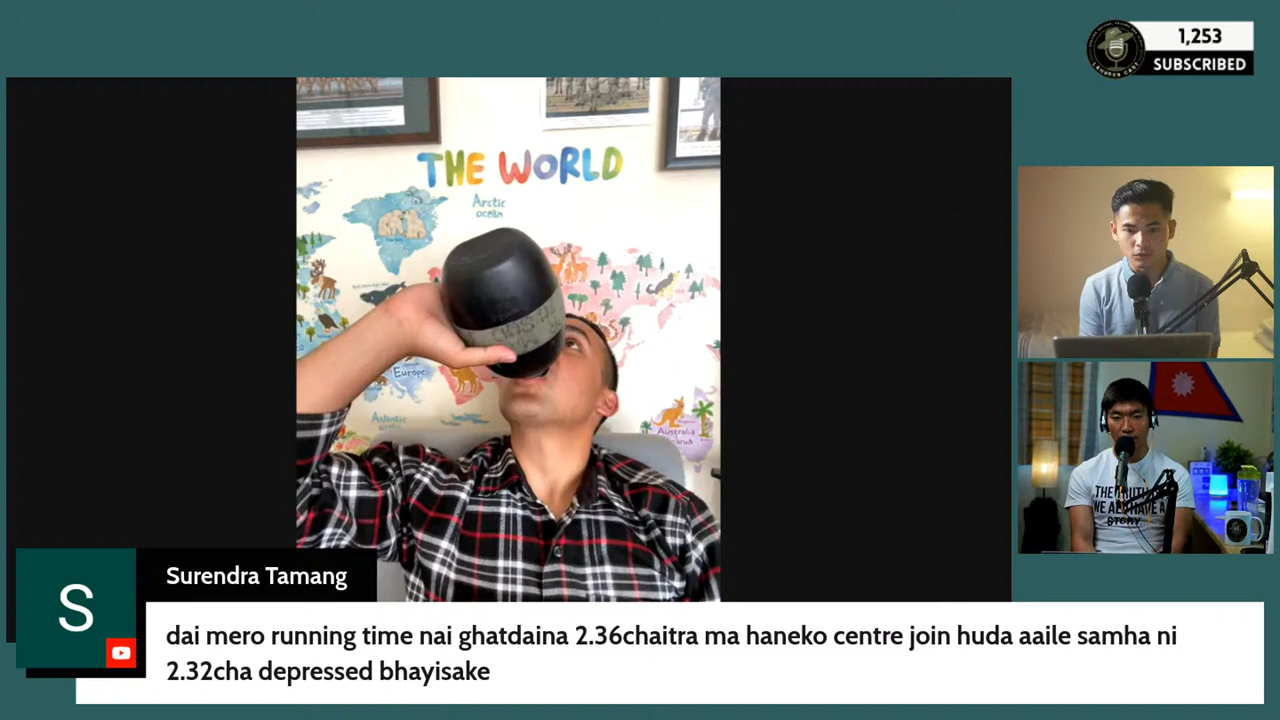 1,253
SUBSCRIBED
THE WORLD
Arctic
ocean
Europe
Atlantic
Australia
STORY
Surendra Tamang
S
dai mero running time nai ghatdaina 2.36chaitra ma haneko centre join huda aaile samha ni
2.32cha depressed bhayisake